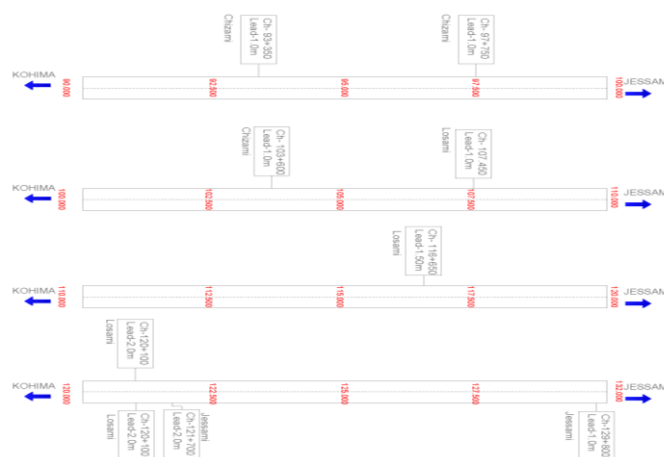 Ch- 93+350
Lead-1.0m
Chizami
Ch- 97+750
Lead-1.0m
Chizami
KOHIMA
JESSAMI
90.000
92.500
95.000
97.500
100.000
Ch- 103+600
Lead-1.0m
Chizami
Ch- 107.450
Lead-1.0m
Losami
KOHIMA
JESSAMI
100.000
102.500
105.000
107.500
110.000
Ch- 116+650
Lead-1.50m
Losami
KOHIMA
JESSAMI
110.000
112.500
115.000
117.500
120.000
Ch-120+100
Lead-2.0m
Losami
KOHIMA
JESSAMI
120.000
122.500
125.000
127.500
132.000
Ch-120+100
Lead-2.0m
Losami
Jessami
Ch-121+700
Lead-2.0m
Ch-129+800
Lead-1.0m
Jessami